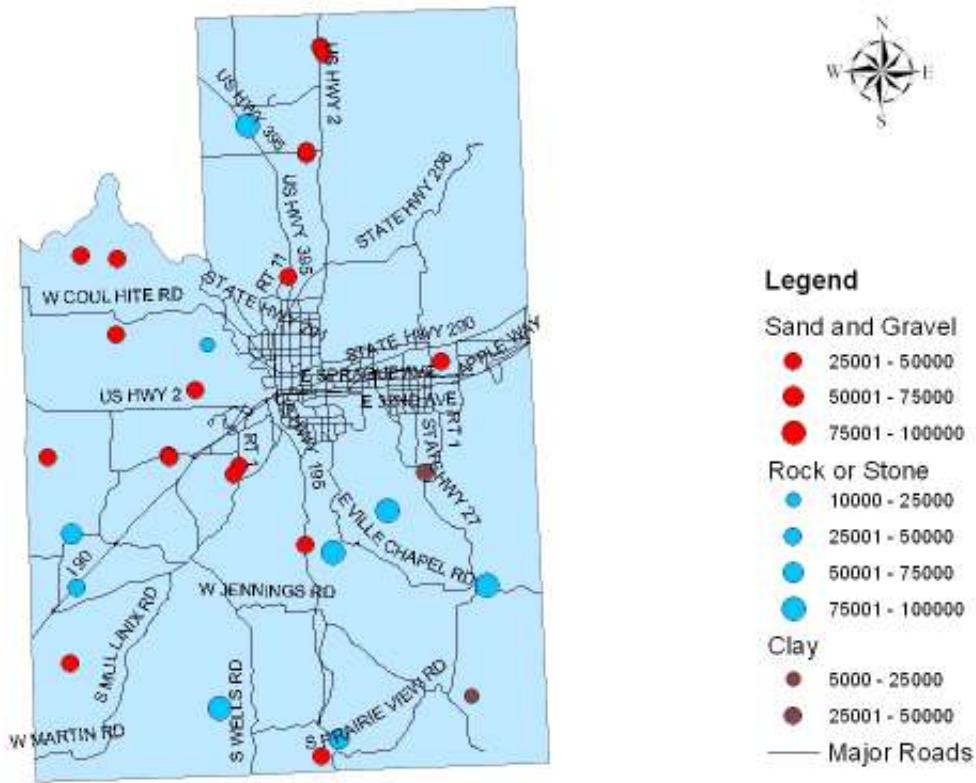 N
W E
S
US HWY 2
US HWY 395
US HWY 395
STATE HWY 206
RT 71
W COULHITE RD
STATE HWY 291
STATE HWY 290
APPLE WAY
E SPRAGUE AVE
US HWY 2
E 32ND AVE
RT 1
STATE HWY 27
HWY 195
E VILLE CHAPEL RD
I 90
W JENNINGS RD
S MULLINIX RD
S WELLS RD
S PRAIRIE VIEW RD
W MARTIN RD
Legend
Sand and Gravel
25001 - 50000
50001 - 75000
75001 - 100000
Rock or Stone
10000 - 25000
25001 - 50000
50001 - 75000
75001 - 100000
Clay
5000 - 25000
25001 - 50000
Major Roads